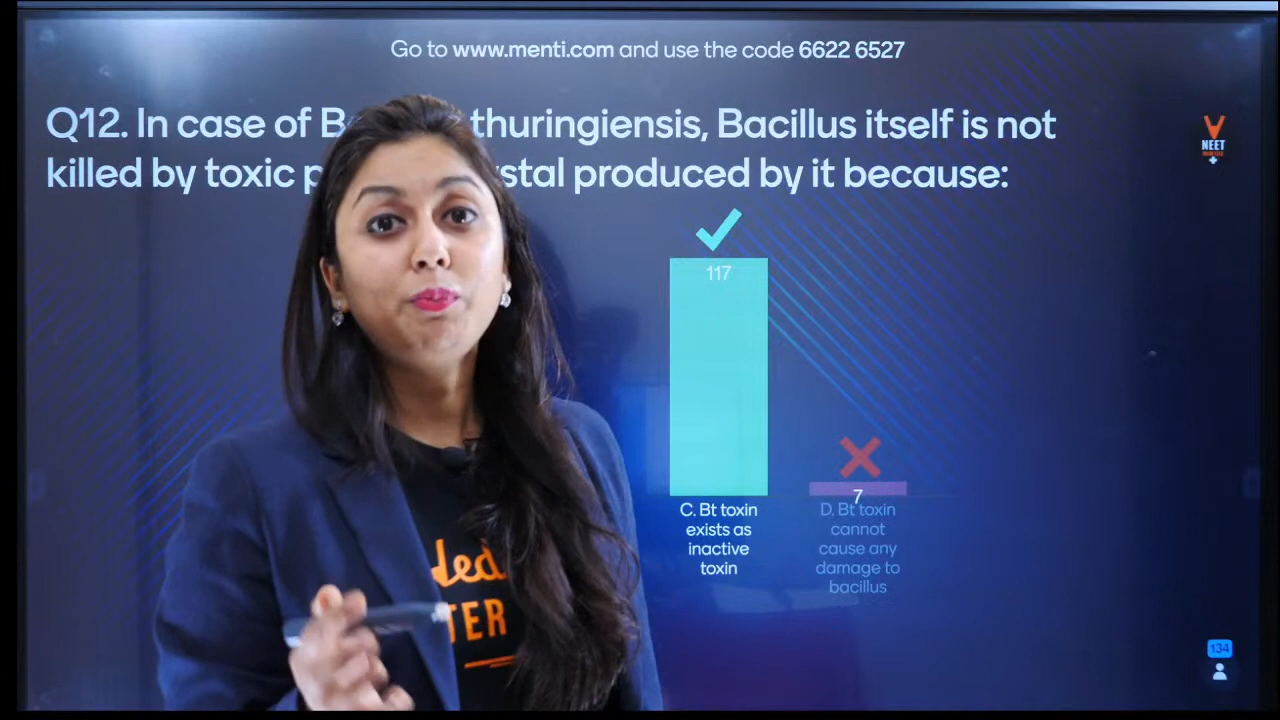 Go to www.menti.com and use the code 6622 6527
Q12. In case of thuringiensis, Bacillus itself is not
killed by toxic produced by it because:
NEET
117
7
C. Bt toxin
exists as
inactive
toxin
D. Bt toxin
cannot
cause any
damage to
bacillus
134